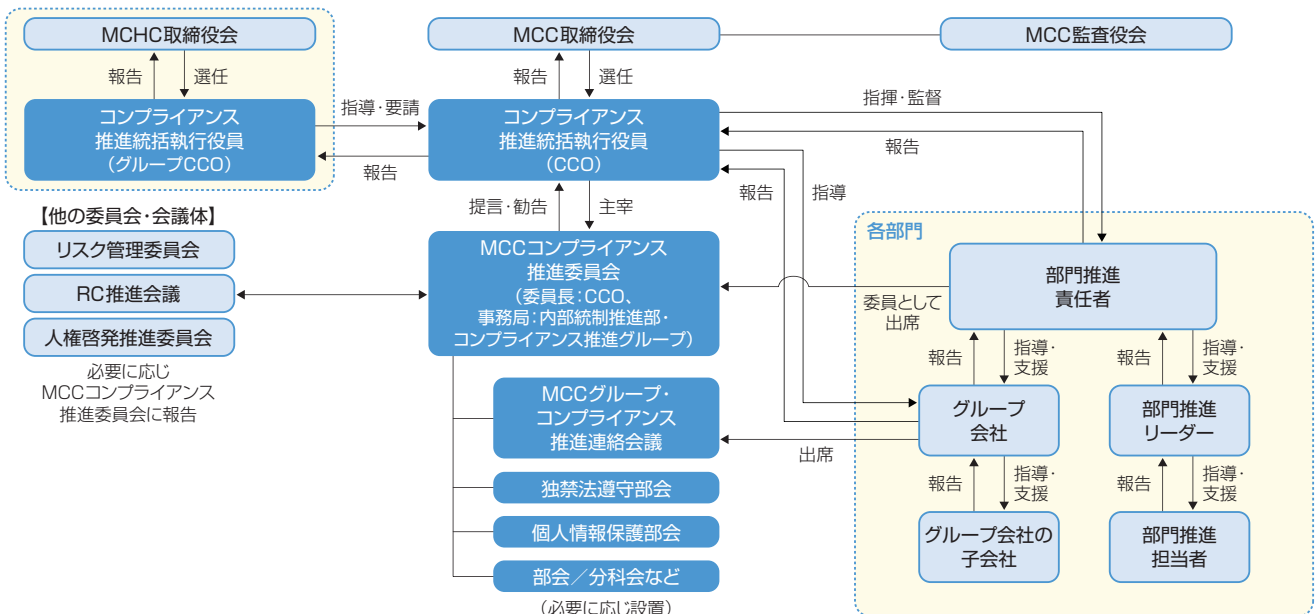 MCHC取締役会
MCC取締役会
MCC監査役会
報告
選任
報告
選任
コンプライアンス
推進統括執行役員
(グループCCO)
指導・要請
報告
コンプライアンス
推進統括執行役員
(CCO)
指揮・監督
報告
報告
指導
提言・勧告
主宰
【他の委員会・会議体】
リスク管理委員会
RC推進会議
人権啓発推進委員会
必要に応じ
MCCコンプライアンス
推進委員会に報告
MCCコンプライアンス
推進委員会
(委員長:CCO、
事務局:内部統制推進部・
コンプライアンス推進グループ)
各部門
部門推進
責任者
委員として
出席
報告
指導・
支援
報告
指導・
支援
MCCグループ・
コンプライアンス
推進連絡会議
出席
グループ
会社
部門推進
リーダー
報告
指導・
支援
報告
指導・
支援
独禁法遵守部会
個人情報保護部会
部会/分科会など
(必要に応じ設置)
グループ会社の
子会社
部門推進
担当者